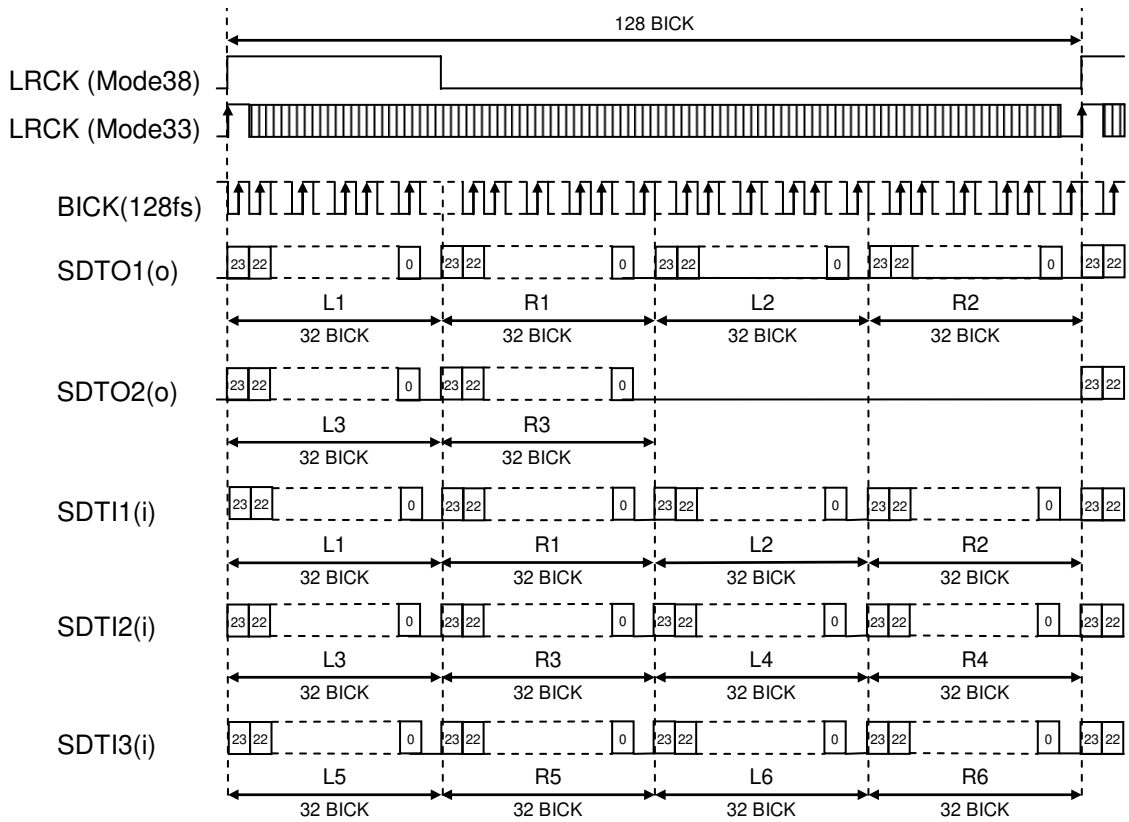 128 BICK
LRCK (Mode38)
LRCK (Mode33)
BICK(128fs)
SDTO1(o) 23 22 0 23 22 0 23 22 0 23 22 0 23 22
L1 R1 L2 R2
32 BICK 32 BICK 32 BICK 32 BICK
SDTO2(o) 23 22 0 23 22 0 23 22
L3 R3
32 BICK 32 BICK
SDTI1(i) 23 22 0 23 22 0 23 22 0 23 22 0 23 22
L1 R1 L2 R2
32 BICK 32 BICK 32 BICK 32 BICK
SDTI2(i) 23 22 0 23 22 0 23 22 0 23 22 0 23 22
L3 R3 L4 R4
32 BICK 32 BICK 32 BICK 32 BICK
SDTI3(i) 23 22 0 23 22 0 23 22 0 23 22 0 23 22
L5 R5 L6 R6
32 BICK 32 BICK 32 BICK 32 BICK